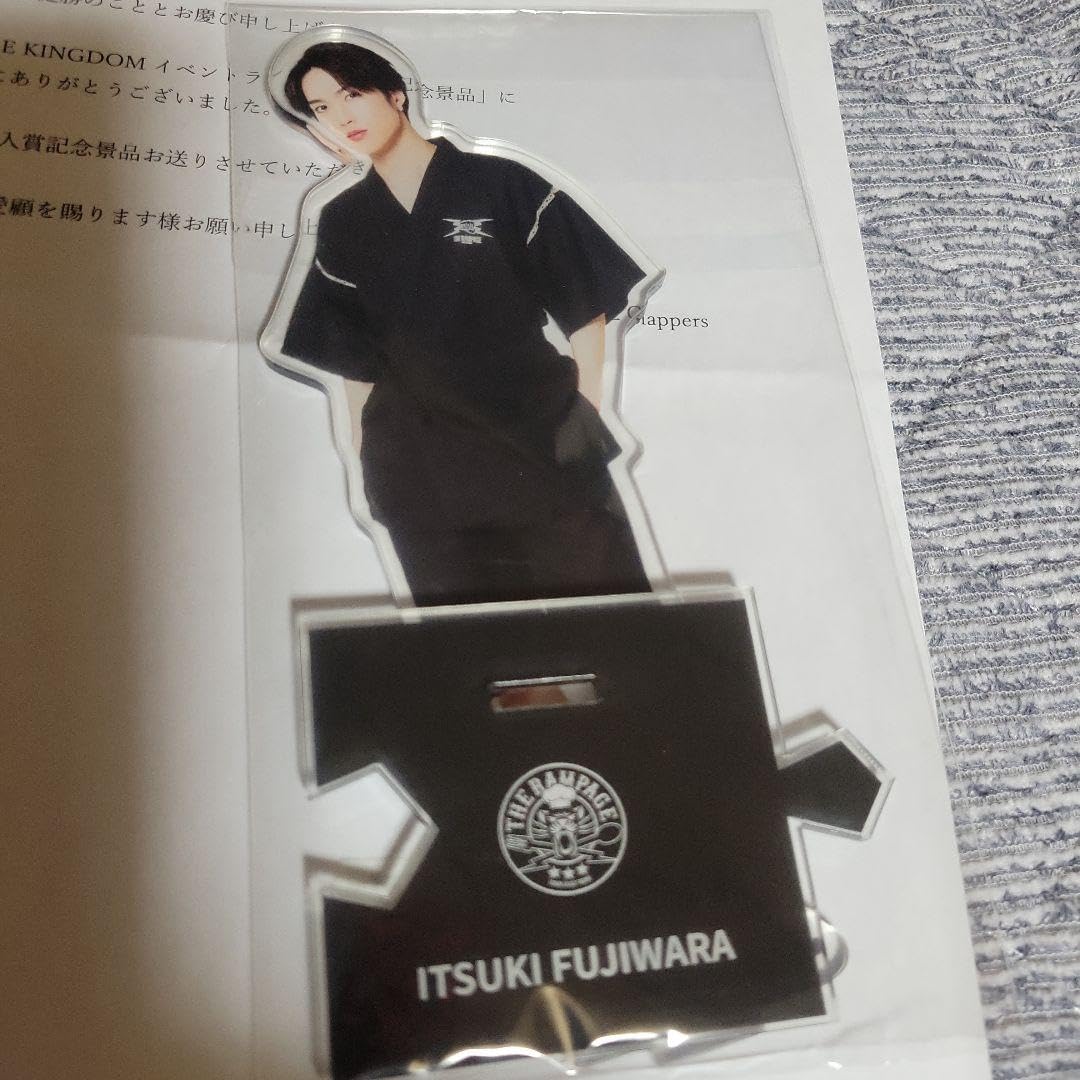 のこととお慶び申し上げ
E KINGDOM イベントラン
念景品」に
ありがとうございました。
入賞記念景品お送りさせていただき
顧を賜ります様お願い申し上
Clappers
THE RAMPAGE
ITSUKI FUJIWARA